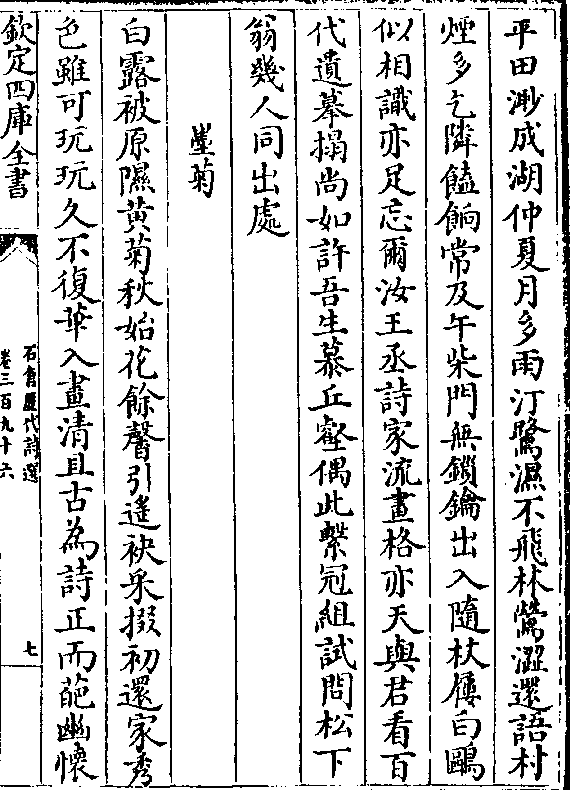 平田渺成湖仲夏月多雨汀鷺濕不飛林鶯澀還語村
煙多乞隣饁餉常及午柴門無鎖鑰出入隨杖屨白鷗
似相識亦足忘爾汝王丞詩家流畫格亦天與君看百
代遺摹搨尚如許吾生慕丘壑偶此繫冠組試問松下
翁幾人同出處
菊
白露被原隰黄菊秋始花餘馨引遙袂采掇初還家秀
色雖可玩玩久不復華入畫清且古為詩正而葩幽懷
欽定四庫全書
石倉歷代詩選
卷三百九十六
七